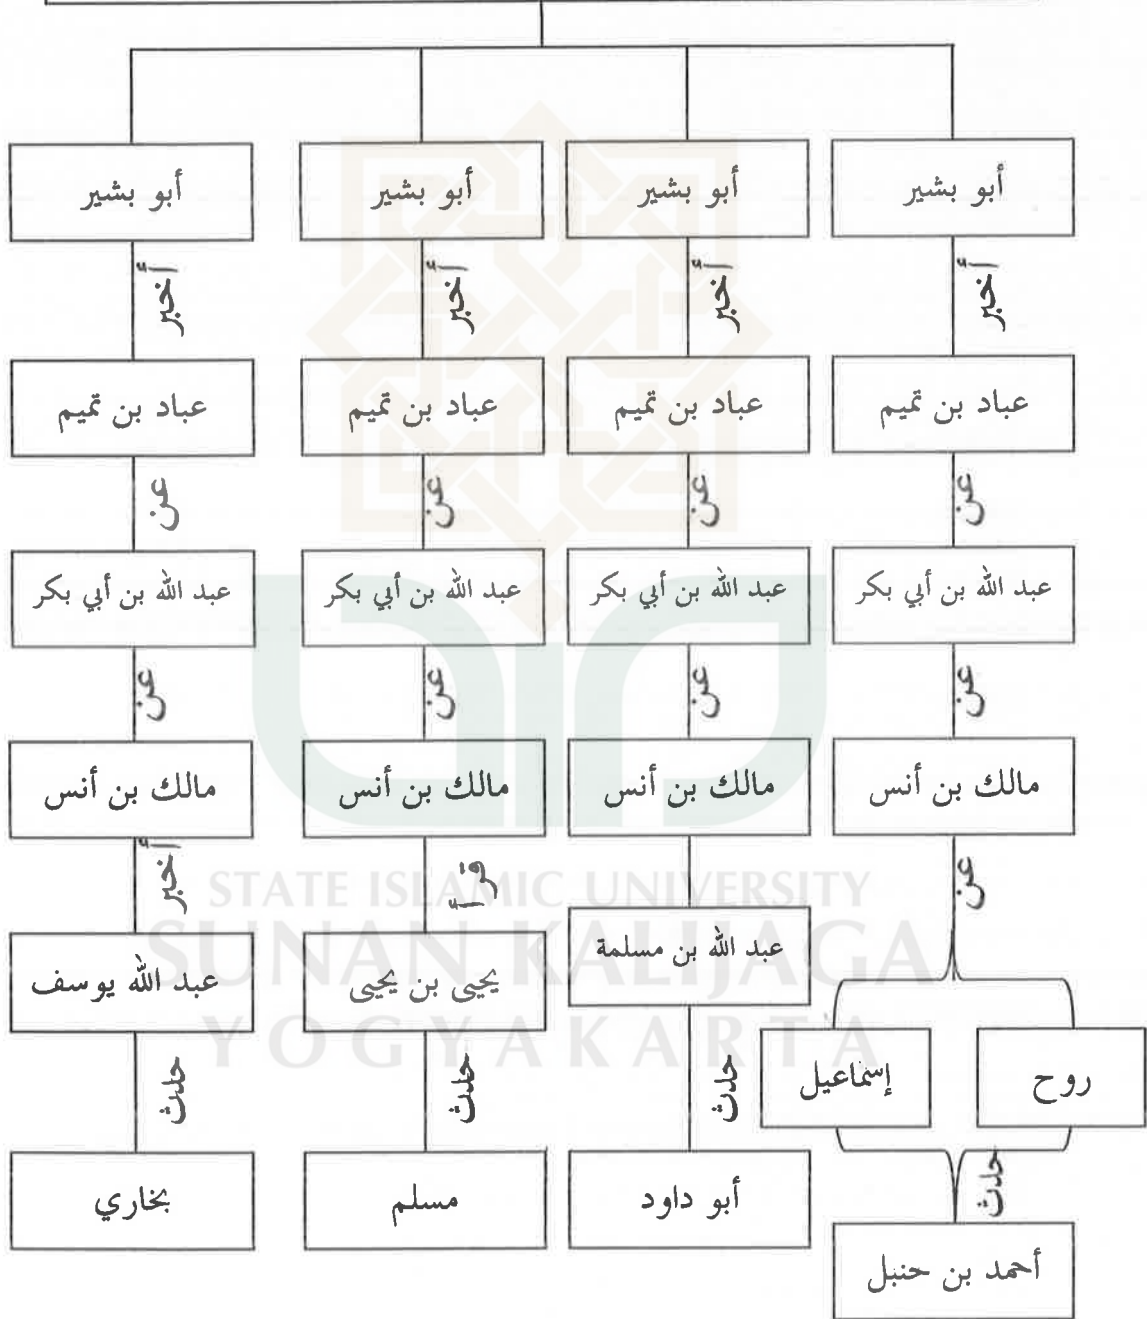 أبو بشير
أبو بشير
أبو بشير
أبو بشير
أخبر
أخبر
أخبر
أخبر
عباد بن تميم
عباد بن تميم
عباد بن تميم
عباد بن تميم
عن
عن
عن
عن
عبد الله بن أبي بكر
عبد الله بن أبي بكر
عبد الله بن أبي بكر
عبد الله بن أبي بكر
عن
عن
عن
عن
مالك بن أنس
مالك بن أنس
مالك بن أنس
مالك بن أنس
عن
قرأ
أخبر
عبد الله بن مسلمة
يحيى بن يحيى
عبد الله يوسف
روح
إسماعيل
حدث
حدث
حدث
حدث
أبو داود
مسلم
بخاري
أحمد بن حنبل
STATE ISLAMIC UNIVERSITY
SUNAN KALIJAGA
YOGYAKARTA